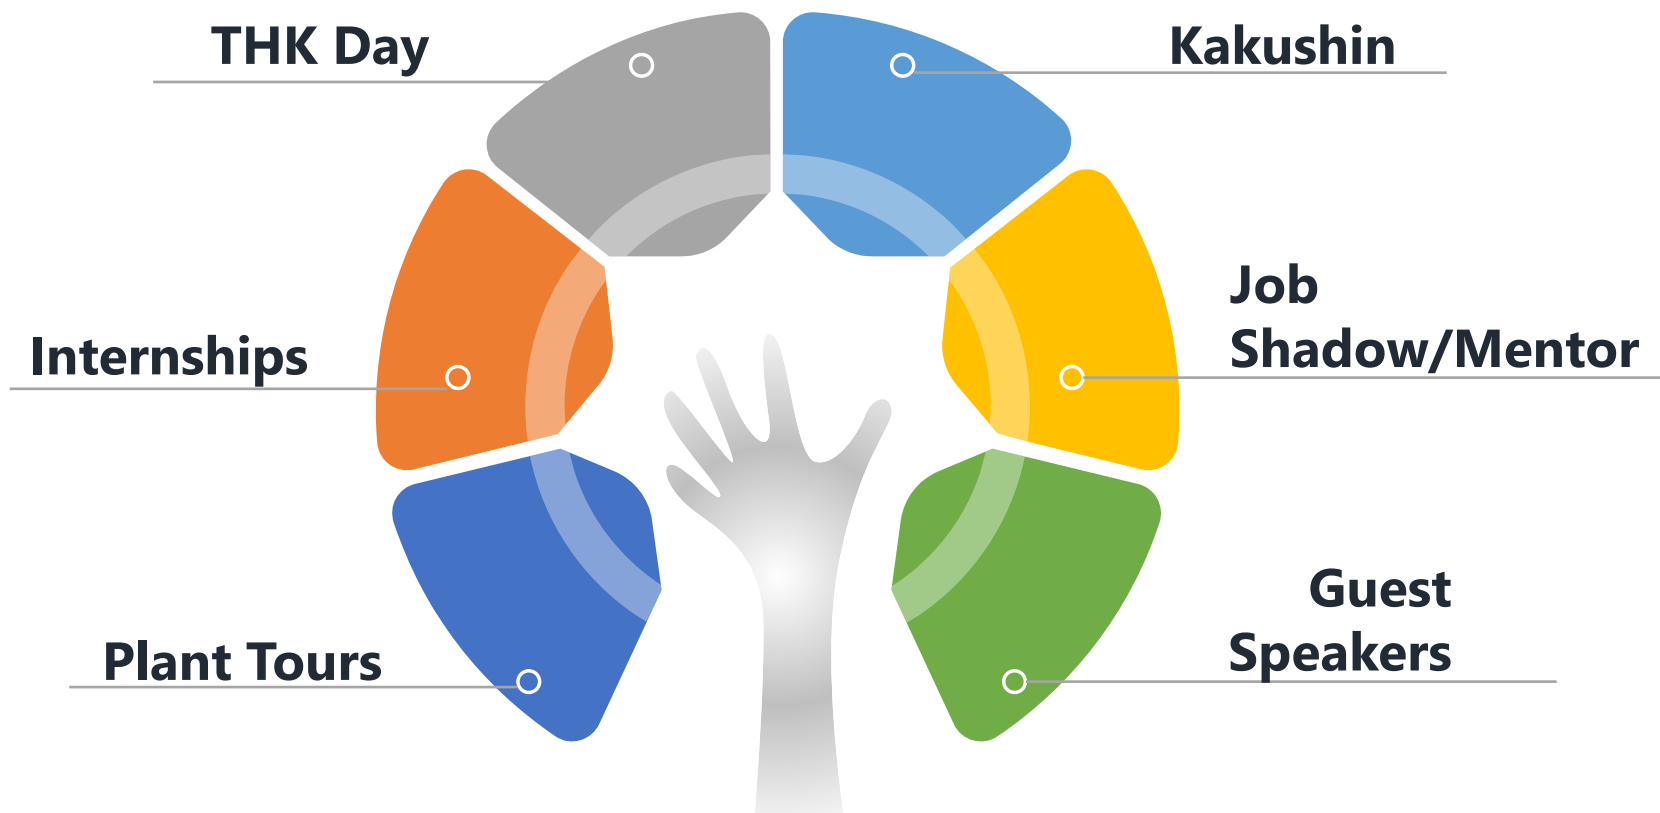 THK Day
Kakushin
Internships
Job
Shadow/Mentor
Plant Tours
Guest
Speakers